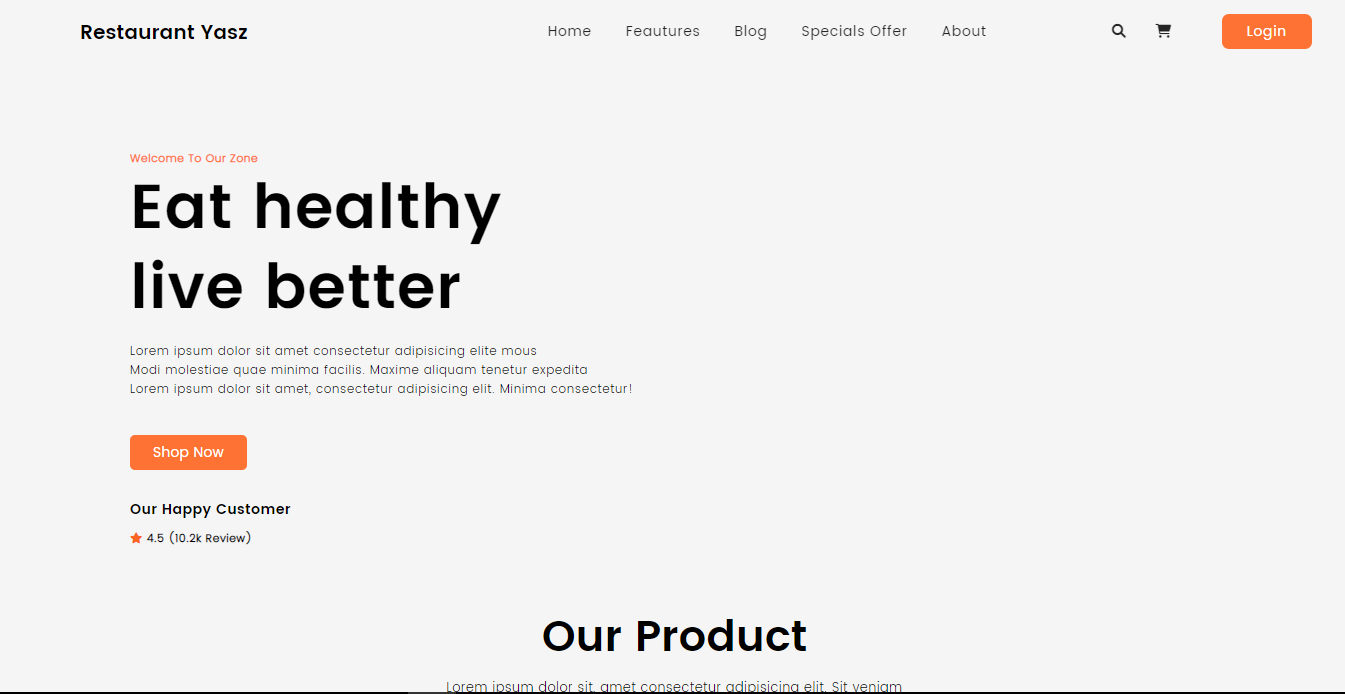 Restaurant Yasz
Home Feautures Blog Specials Offer About
Login
Welcome To Our Zone
Eat healthy
live better
Lorem ipsum dolor sit amet consectetur adipisicing elite mous
Modi molestiae quae minima facilis. Maxime aliquam tenetur expedita
Lorem ipsum dolor sit amet, consectetur adipisicing elit. Minima consectetur!
Shop Now
Our Happy Customer
4.5 (10.2k Review)
Our Product
Lorem ipsum dolor sit, amet consectetur adipisicing elit. Sit veniam